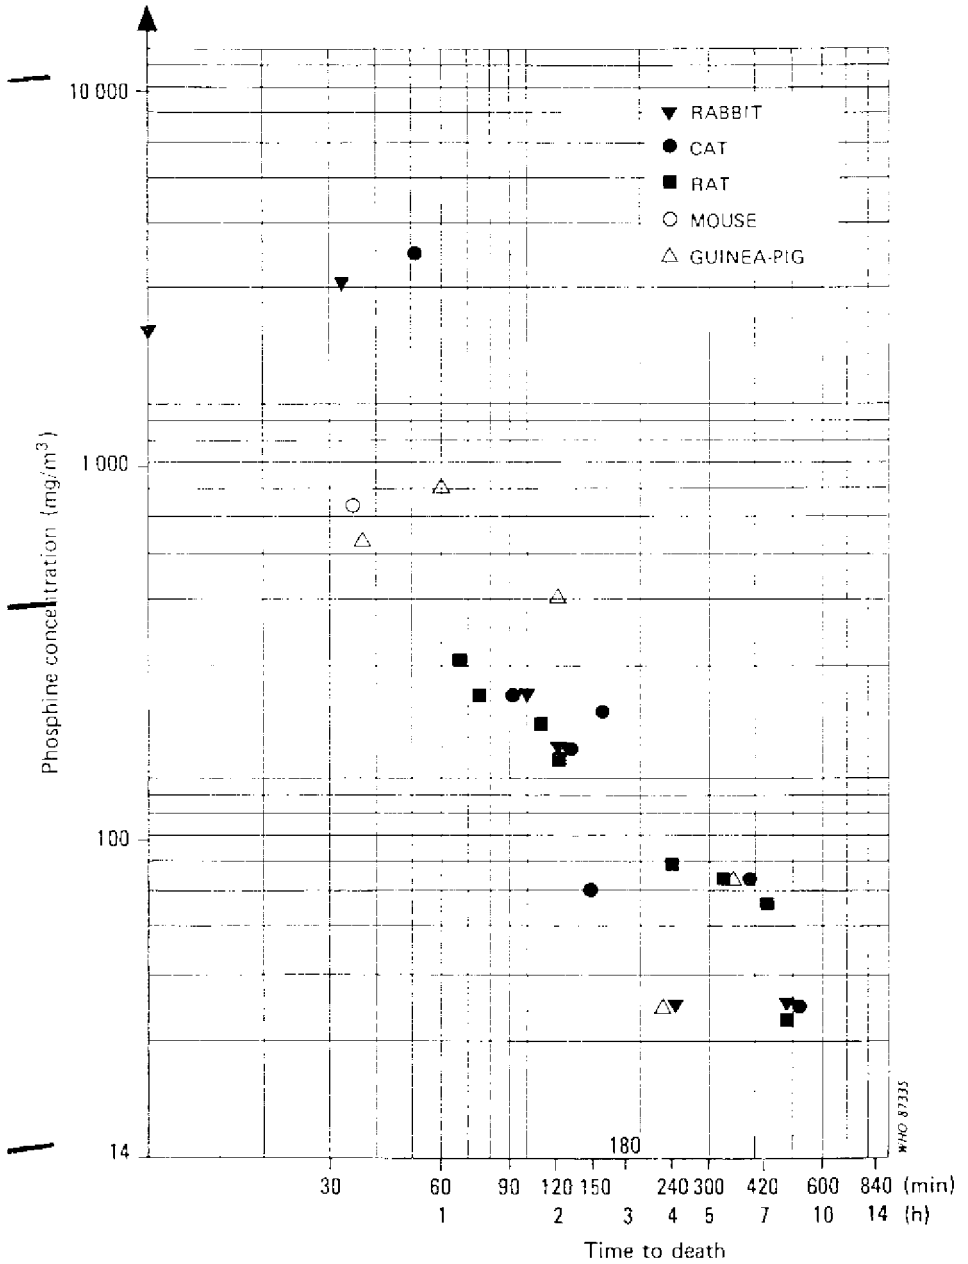 10 000
RABBIT
CAT
RAT
MOUSE
GUINEA-PIG
Phosphine concentration (mg/m³)
1 000
100
14
180
WHO 87335
30 60 90 120 150 240 300 420 600 840 (min)
1 2 3 4 5 7 10 14 (h)
Time to death